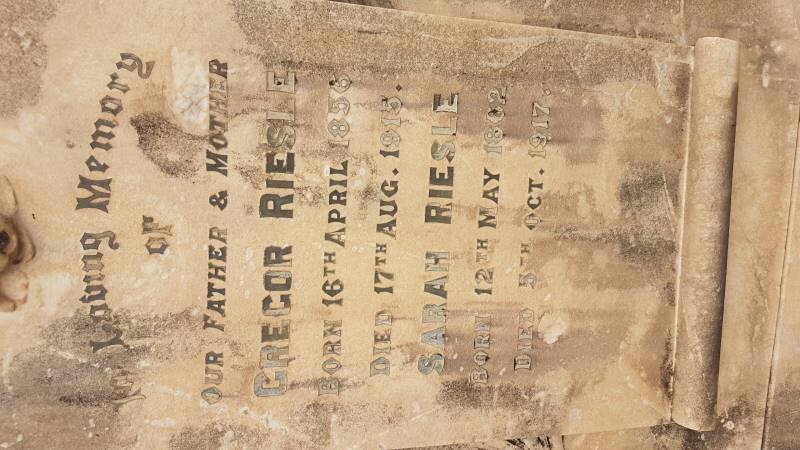 In Loving Memory
of
OUR FATHER & MOTHER
GREGOR RIESLE
BORN 16TH APRIL 1856
DIED 17TH AUG. 1915.
SARAH RIESLE
BORN 12TH MAY 1862
DIED 5TH OCT. 1917.